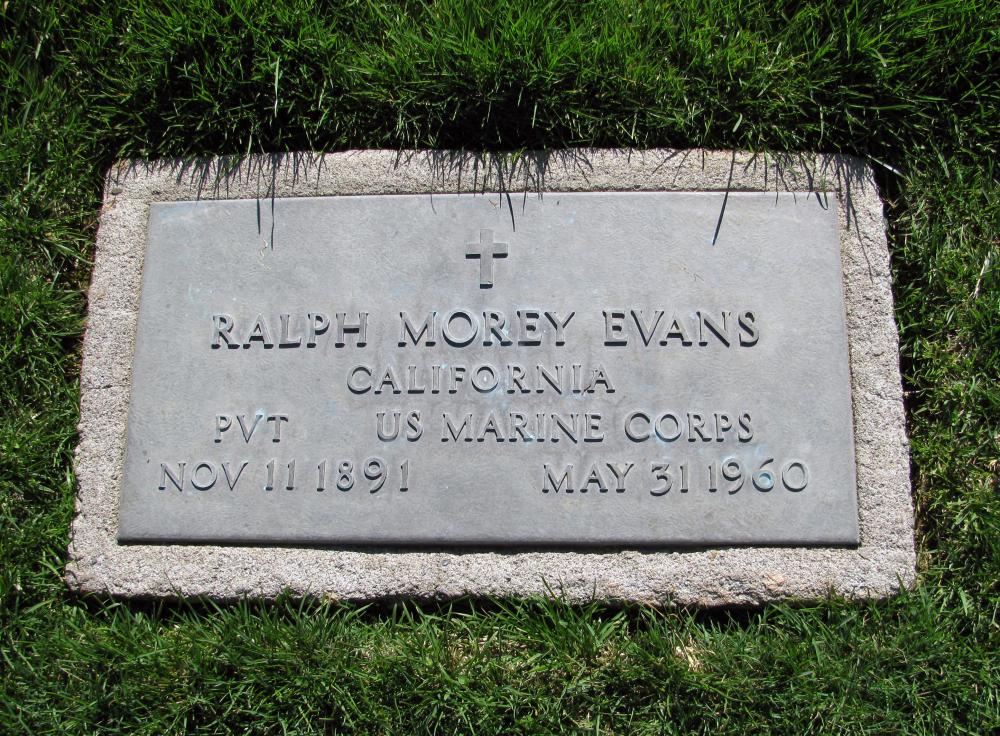 RALPH MOREY EVANS
CALIFORNIA
PVT US MARINE CORPS
NOV 11 1891 MAY 31 1960